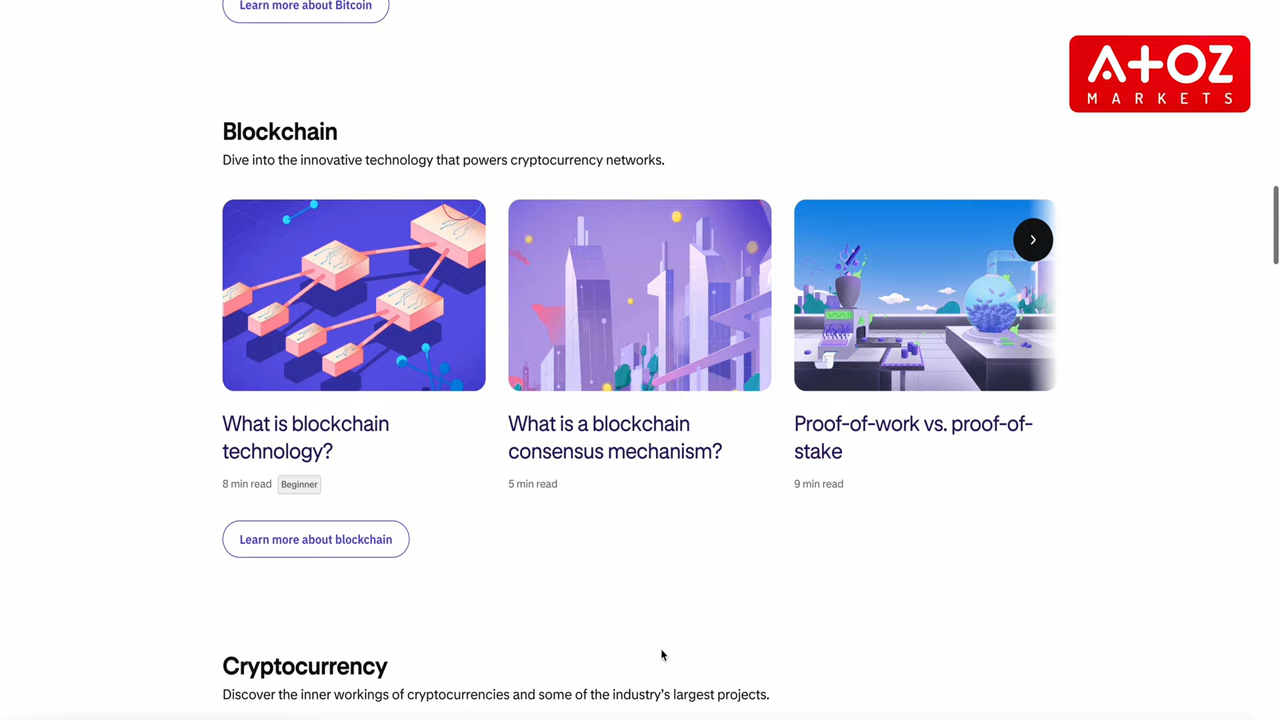 Learn more about Bitcoin
A+OZ
MARKETS
Blockchain
Dive into the innovative technology that powers cryptocurrency networks.
What is blockchain
technology?
8 min read Beginner
What is a blockchain
consensus mechanism?
5 min read
Proof-of-work vs. proof-of-
stake
9 min read
Learn more about blockchain
Cryptocurrency
Discover the inner workings of cryptocurrencies and some of the industry's largest projects.